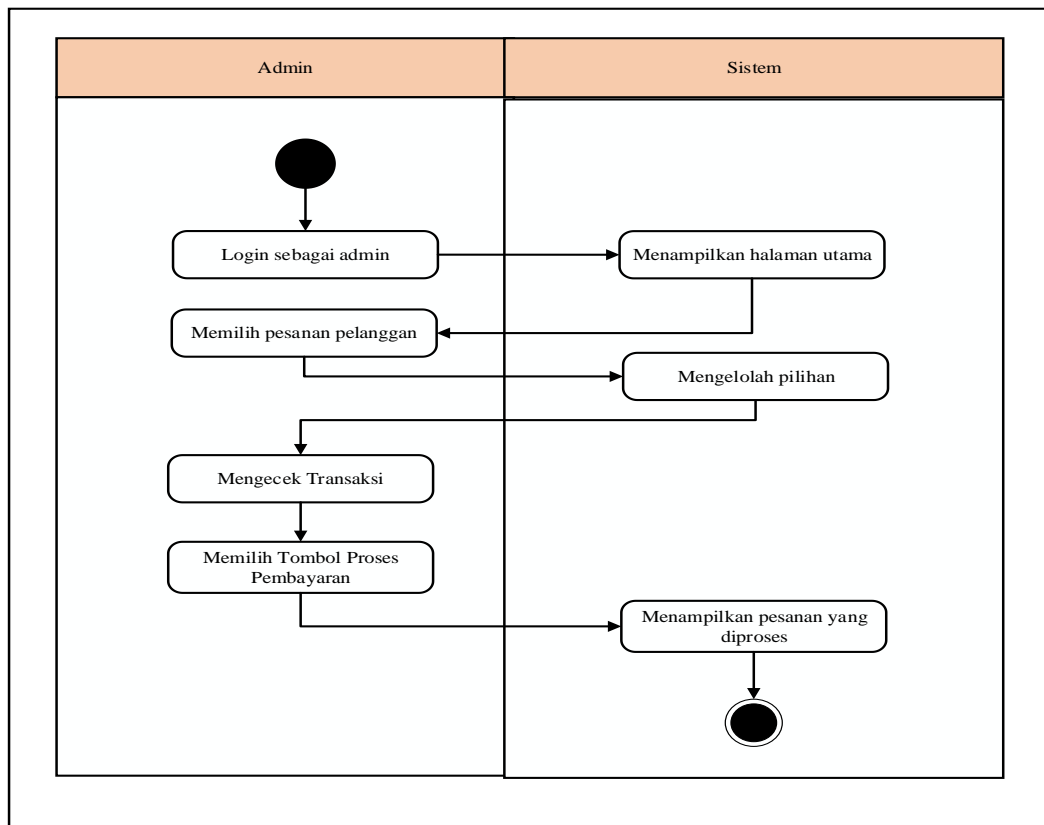 Admin
Sistem
Login sebagai admin
Menampilkan halaman utama
Memilih pesanan pelanggan
Mengelolah pilihan
Mengecek Transaksi
Memilih Tombol Proses
Pembayaran
Menampilkan pesanan yang
diproses